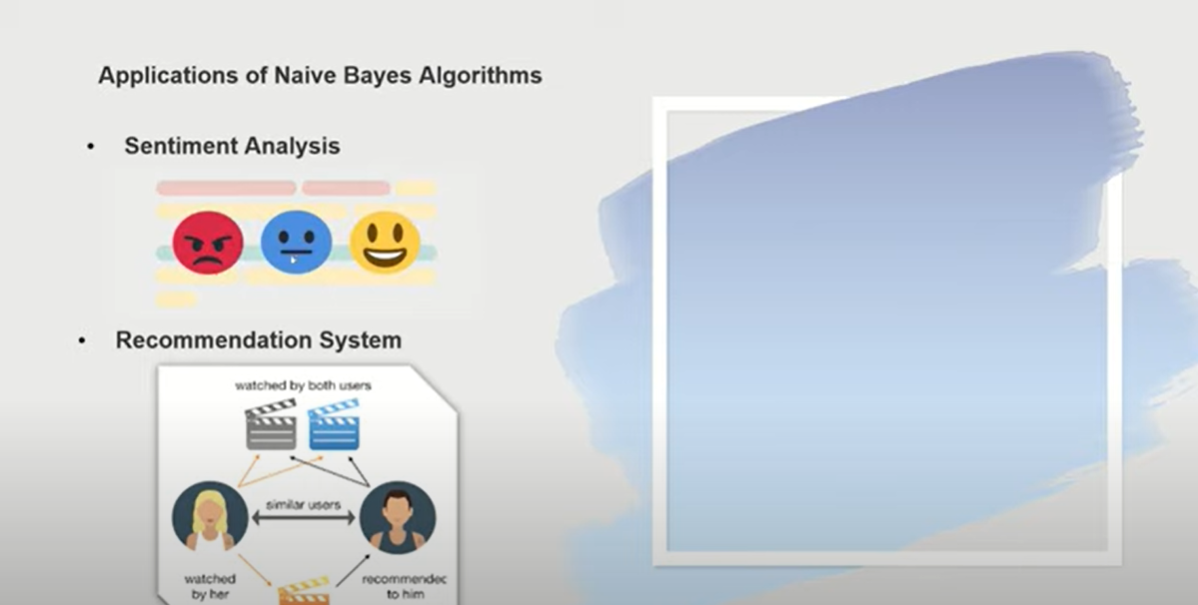 Applications of Naive Bayes Algorithms
• Sentiment Analysis
• Recommendation System
watched by both users
similar users
watched
by her
recommended
to him